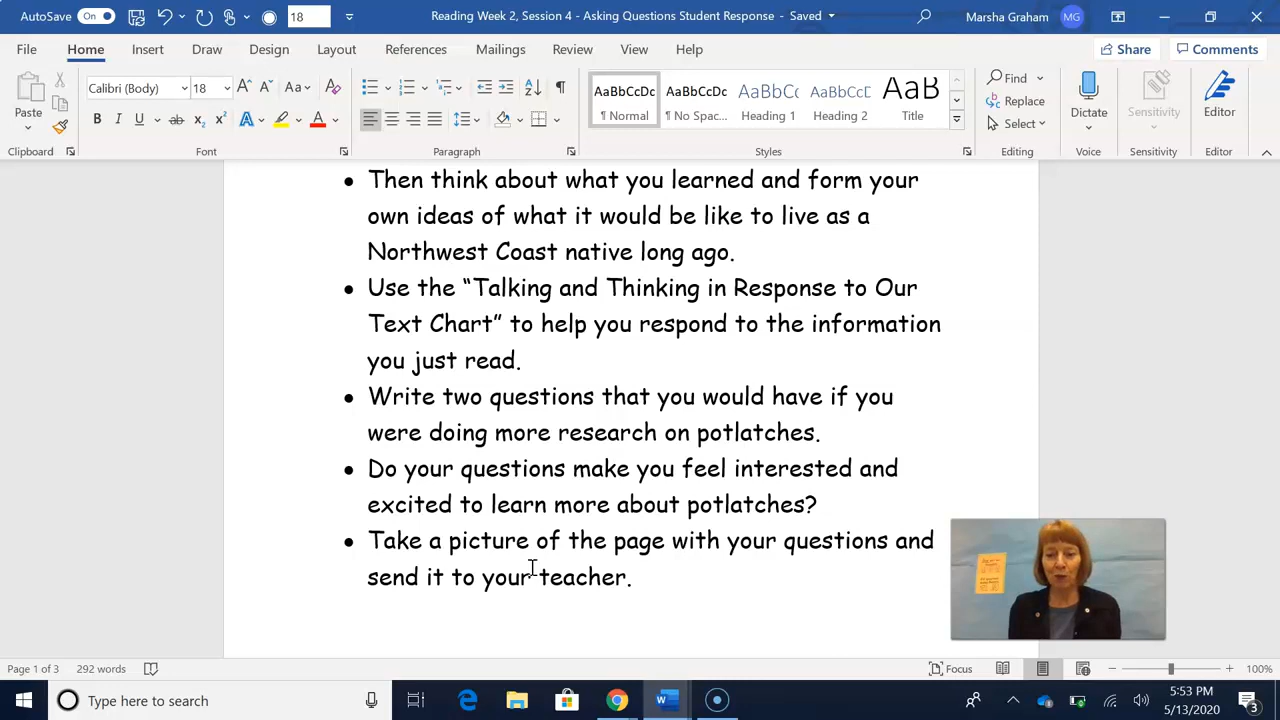 AutoSave On 18 Reading Week 2, Session 4 - Asking Questions Student Response - Saved Marsha Graham MG
File Home Insert Draw Design Layout References Mailings Review View Help Share Comments
Paste
Calibri (Body) 18
Find
Replace
Select
Dictate
Sensitivity
Editor
AaBbCcDc AaBbCcDc AaBbCc AaBbCcC AaB
¶ Normal ¶ No Spac... Heading 1 Heading 2 Title
Clipboard Font Paragraph Styles Editing Voice Sensitivity Editor
• Then think about what you learned and form your
own ideas of what it would be like to live as a
Northwest Coast native long ago.
• Use the “Talking and Thinking in Response to Our
Text Chart” to help you respond to the information
you just read.
• Write two questions that you would have if you
were doing more research on potlatches.
• Do your questions make you feel interested and
excited to learn more about potlatches?
• Take a picture of the page with your questions and
send it to your teacher.
Page 1 of 3 292 words Focus 100%
Type here to search
5:53 PM
5/13/2020
3